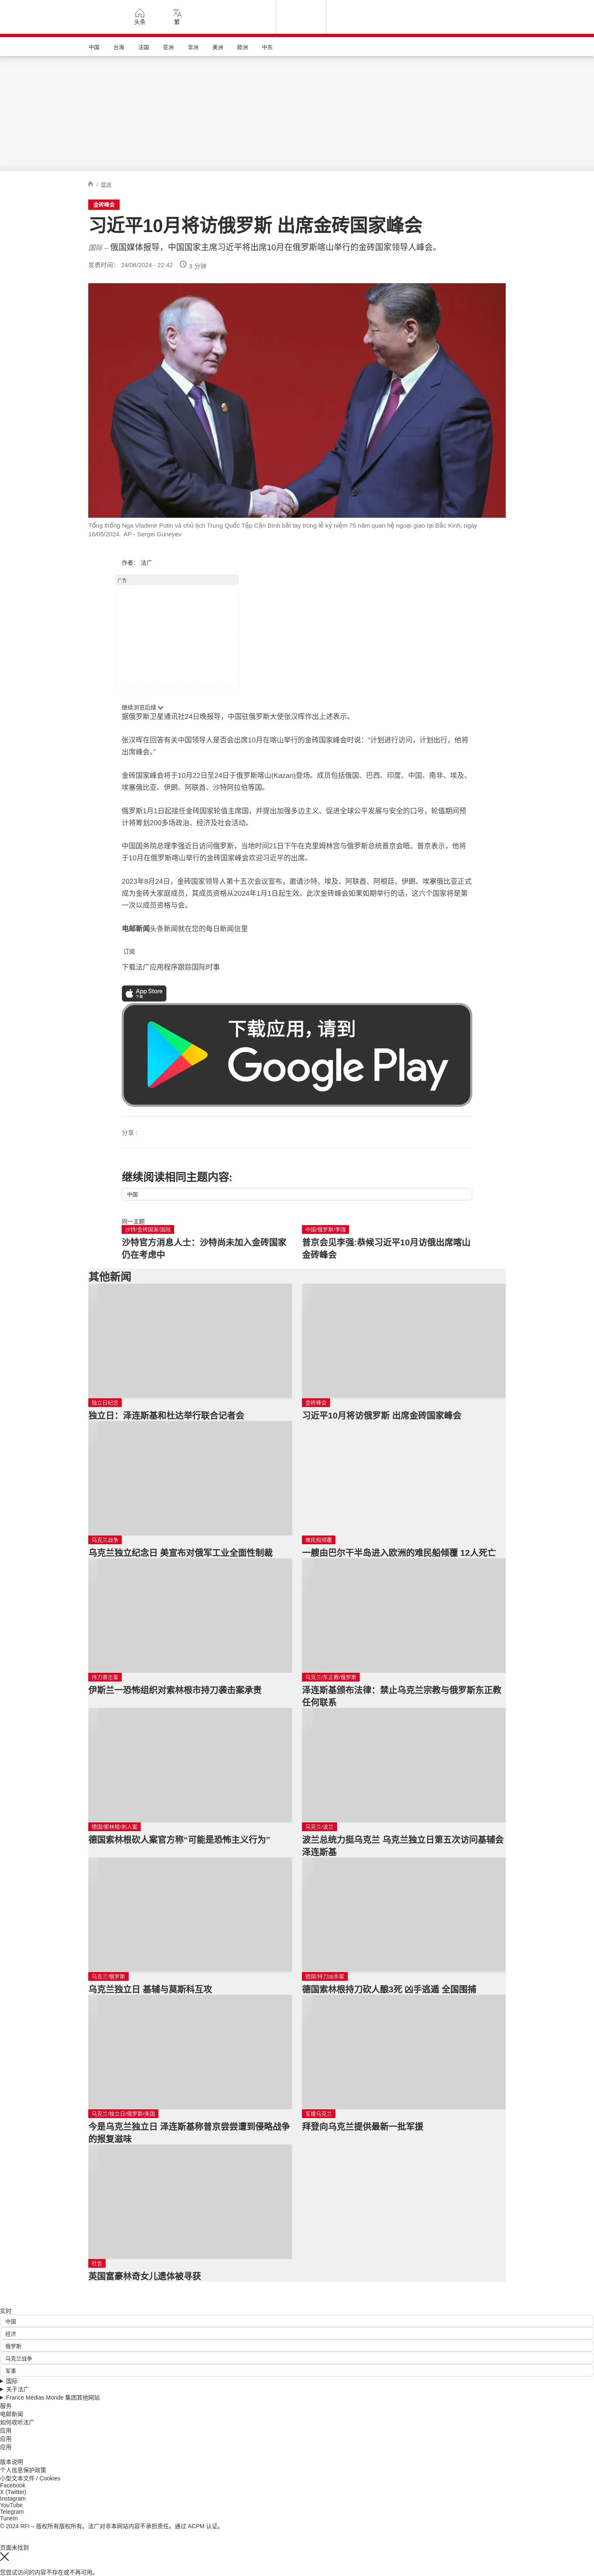 头条
繁
中国 台海 法国 亚洲 非洲 美洲 欧洲 中东
/ 欧洲
金砖峰会
习近平10月将访俄罗斯 出席金砖国家峰会
国际 – 俄国媒体报导，中国国家主席习近平将出席10月在俄罗斯喀山举行的金砖国家领导人峰会。
发表时间： 24/08/2024 - 22:42 3 分钟
Tổng thống Nga Vladimir Putin và chủ tịch Trung Quốc Tập Cận Bình bắt tay trong lễ kỷ niệm 75 năm quan hệ ngoại giao tại Bắc Kinh, ngày
16/05/2024. AP - Sergei Guneyev
作者： 法广
广告
继续浏览后续
据俄罗斯卫星通讯社24日晚报导，中国驻俄罗斯大使张汉晖作出上述表示。
张汉晖在回答有关中国领导人是否会出席10月在喀山举行的金砖国家峰会时说：“计划进行访问，计划出行，他将
出席峰会。”
金砖国家峰会将于10月22日至24日于俄罗斯喀山(Kazan)登场。成员包括俄国、巴西、印度、中国、南非、埃及、
埃塞俄比亚、伊朗、阿联酋、沙特阿拉伯等国。
俄罗斯1月1日起接任金砖国家轮值主席国，并提出加强多边主义、促进全球公平发展与安全的口号，轮值期间预
计将筹划200多场政治、经济及社会活动。
中国国务院总理李强近日访问俄罗斯，当地时间21日下午在克里姆林宫与俄罗斯总统普京会晤。普京表示，他将
于10月在俄罗斯喀山举行的金砖国家峰会欢迎习近平的出席。
2023年8月24日，金砖国家领导人第十五次会议宣布，邀请沙特、埃及、阿联酋、阿根廷、伊朗、埃塞俄比亚正式
成为金砖大家庭成员，其成员资格从2024年1月1日起生效。此次金砖峰会如果如期举行的话，这六个国家将是第
一次以成员资格与会。
电邮新闻头条新闻就在您的每日新闻信里
订阅
下载法广应用程序跟踪国际时事
App Store
下载
下载应用，请到
Google Play
分享 :
继续阅读相同主题内容:
中国
同一主题
沙特/金砖国家/国际
沙特官方消息人士：沙特尚未加入金砖国家
仍在考虑中
中国/俄罗斯/李强
普京会见李强:恭候习近平10月访俄出席喀山
金砖峰会
其他新闻
独立日纪念
独立日：泽连斯基和杜达举行联合记者会
金砖峰会
习近平10月将访俄罗斯 出席金砖国家峰会
乌克兰战争
乌克兰独立纪念日 美宣布对俄军工业全面性制裁
难民船倾覆
一艘由巴尔干半岛进入欧洲的难民船倾覆 12人死亡
持刀袭击案
伊斯兰一恐怖组织对索林根市持刀袭击案承责
乌克兰/东正教/俄罗斯
泽连斯基颁布法律：禁止乌克兰宗教与俄罗斯东正教
任何联系
德国/索林根/刺人案
德国索林根砍人案官方称“可能是恐怖主义行为”
乌克兰/波兰
波兰总统力挺乌克兰 乌克兰独立日第五次访问基辅会
泽连斯基
乌克兰/俄罗斯
乌克兰独立日 基辅与莫斯科互攻
德国/持刀凶杀案
德国索林根持刀砍人酿3死 凶手逃遁 全国围捕
乌克兰/独立日/俄罗斯/美国
今是乌克兰独立日 泽连斯基称普京尝尝遭到侵略战争
的报复滋味
军援乌克兰
拜登向乌克兰提供最新一批军援
社会
英国富豪林奇女儿遗体被寻获
实时
中国
经济
俄罗斯
乌克兰战争
军事
国际
关于法广
France Médias Monde 集团其他网站
服务
电邮新闻
如何收听法广
应用
应用
应用
版本说明
个人信息保护政策
小型文本文件 / Cookies
Facebook
X (Twitter)
Instagram
YouTube
Telegram
TuneIn
© 2024 RFI – 版权所有版权所有。法广对非本网站内容不承担责任。通过 ACPM 认证。
页面未找到
您尝试访问的内容不存在或不再可用。